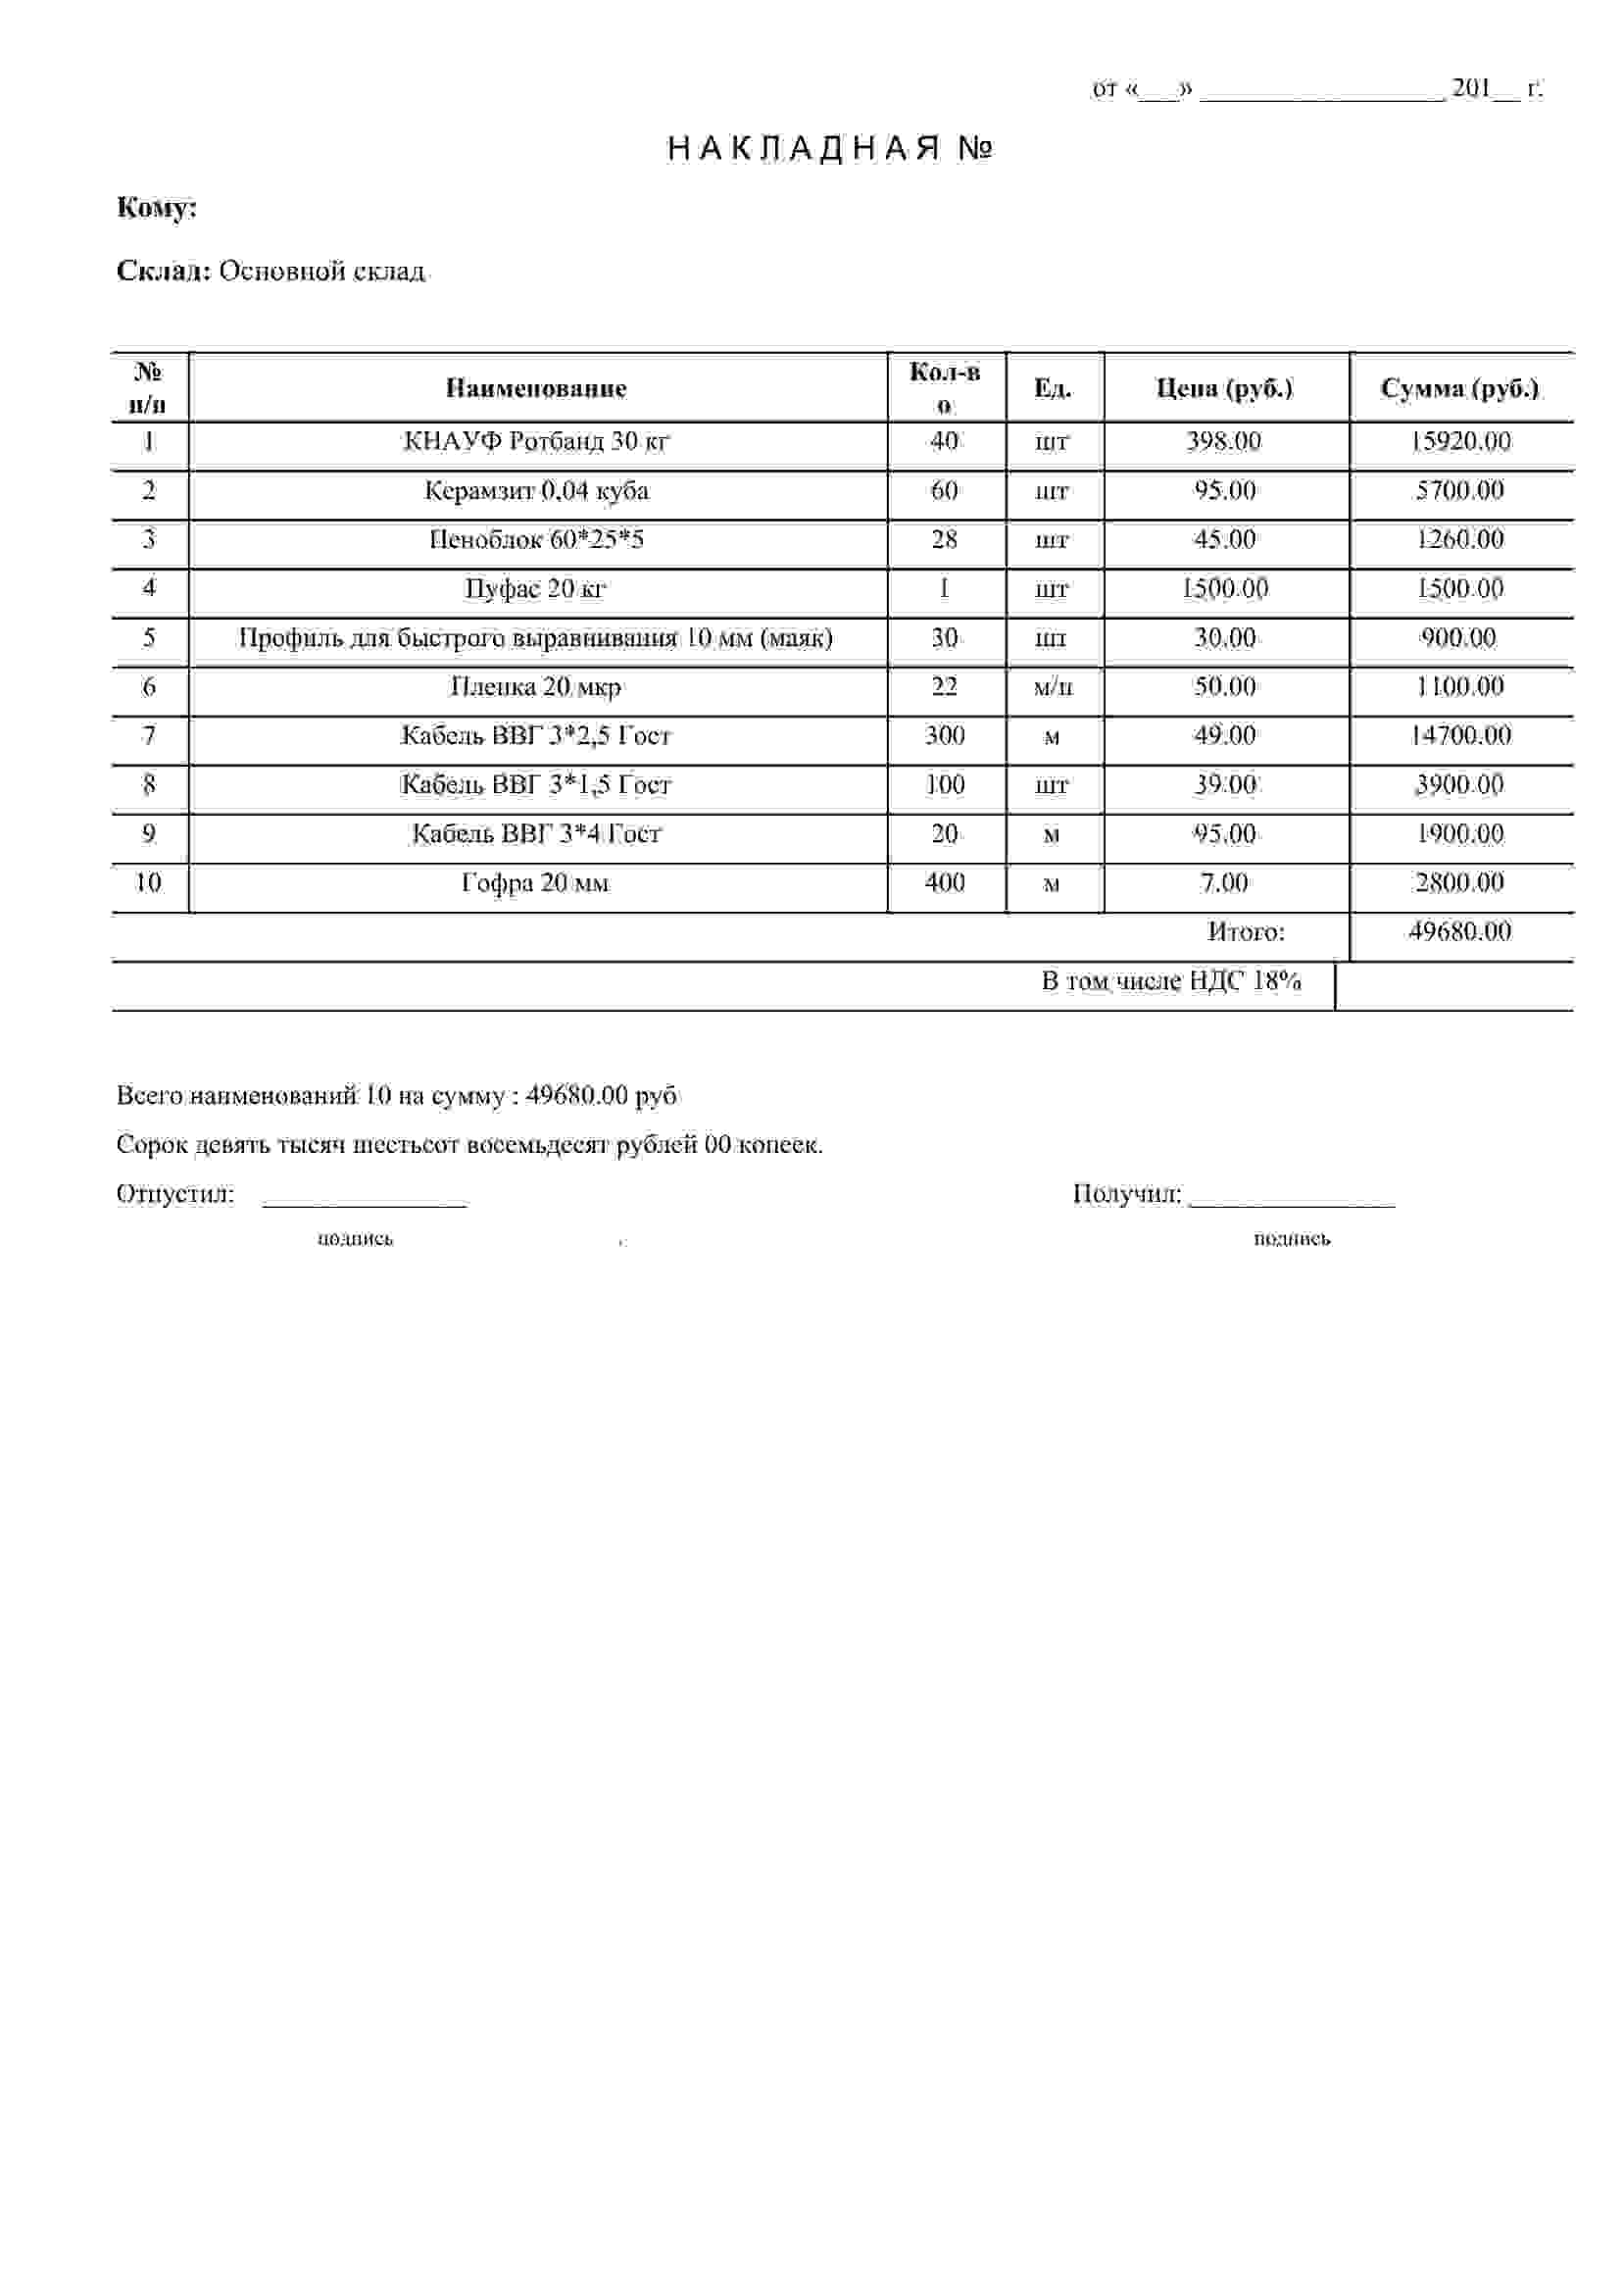 от «___» __________________ 201__ г.
НАКЛАДНАЯ №
Кому:
Склад: Основной склад
№ п/п Наименование Кол-во Ед. Цена (руб.) Сумма (руб.)
1 КНАУФ Ротбанд 30 кг 40 шт 398.00 15920.00
2 Керамзит 0,04 куба 60 шт 95.00 5700.00
3 Пеноблок 60*25*5 28 шт 45.00 1260.00
4 Пуфас 20 кг 1 шт 1500.00 1500.00
5 Профиль для быстрого выравнивания 10 мм (маяк) 30 шт 30.00 900.00
6 Пленка 20 мкр 22 м/п 50.00 1100.00
7 Кабель ВВГ 3*2,5 Гост 300 м 49.00 14700.00
8 Кабель ВВГ 3*1,5 Гост 100 шт 39.00 3900.00
9 Кабель ВВГ 3*4 Гост 20 м 95.00 1900.00
10 Гофра 20 мм 400 м 7.00 2800.00
Итого: 49680.00
В том числе НДС 18%
Всего наименований 10 на сумму : 49680.00 руб
Сорок девять тысяч шестьсот восемьдесят рублей 00 копеек.
Отпустил: _______________ Получил: _______________
подпись подпись